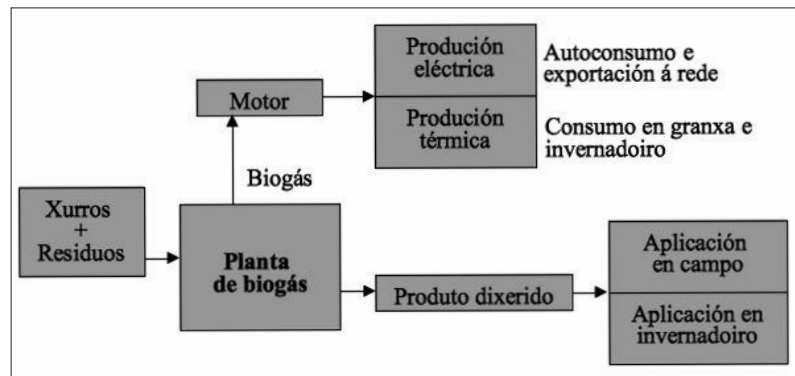 Produción
eléctrica
Autoconsumo e
exportación á rede
Motor
Produción
térmica
Consumo en granxa e
invernadoiro
Biogás
Xurros
+
Residuos
Planta
de biogás
Produto dixerido
Aplicación
en campo
Aplicación en
invernadoiro